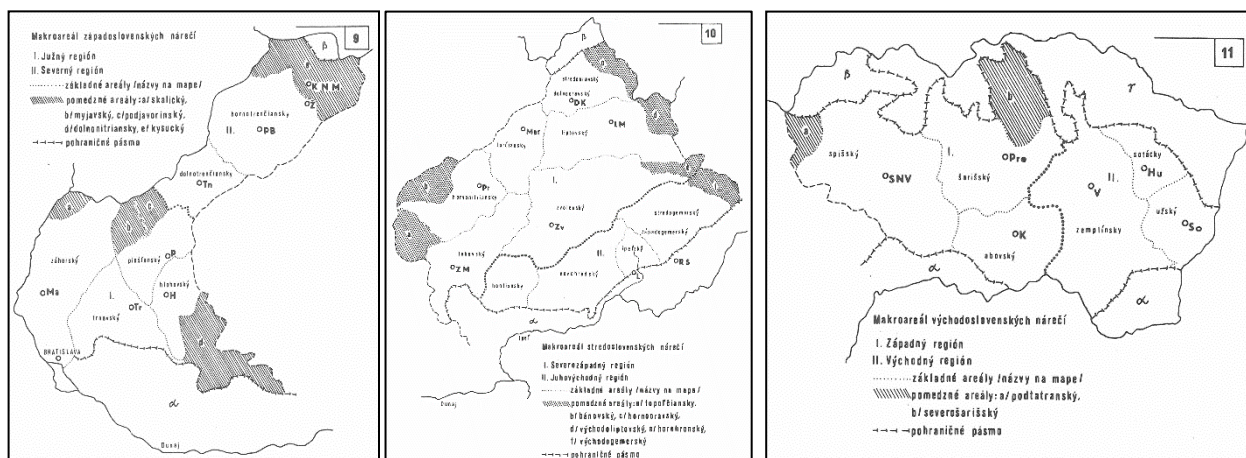 9
Makroareál západoslovenských nárečí
I. Južný región
II. Severný región
základné areály /názvy na mape/
pomedzné areály: a/ skalický,
b/ myjavský, c/ podjavorinský,
d/ dolnonitriansky, e/ kysucký
pohraničné pásmo
β
e
KNM
Ž
hornotrenčiansky
II.
PB
dolnotrenčiansky
Tn
a
c
b
P
piešťanský
záhorský
hlohovský
H
Ma
I.
Tr
trnavský
d
BRATISLAVA
α
Dunaj
10
β
stredooravský
dolnooravský
DK
Mar
LM
liptovský
turčiansky
Pr
hornonitriansky
I.
zvolenský
Zv
stredogemerský
a
tekovský
ZM
II.
ipeľský
RS
novohradský
hontiansky
α
Ipeľ
Dunaj
Makroareál stredoslovenských nárečí
I. Severozápadný región
II. Juhovýchodný región
základné areály /názvy na mape/
pomedzné areály: a/ topoľčiansky,
b/ bánovský, c/ hornooravský,
d/ východoliptovský, e/ hornohronský,
f/ východogemerský
pohraničné pásmo
11
β
γ
b
a
spišský
I.
Pre
SNV
šarišský
sotácky
Hu
II.
V
užský
So
K
zemplínsky
abovský
α
α
Makroareál východoslovenských nárečí
I. Západný región
II. Východný región
základné areály /názvy na mape/
pomedzné areály: a/ podtatranský,
b/ severošarišský
pohraničné pásmo